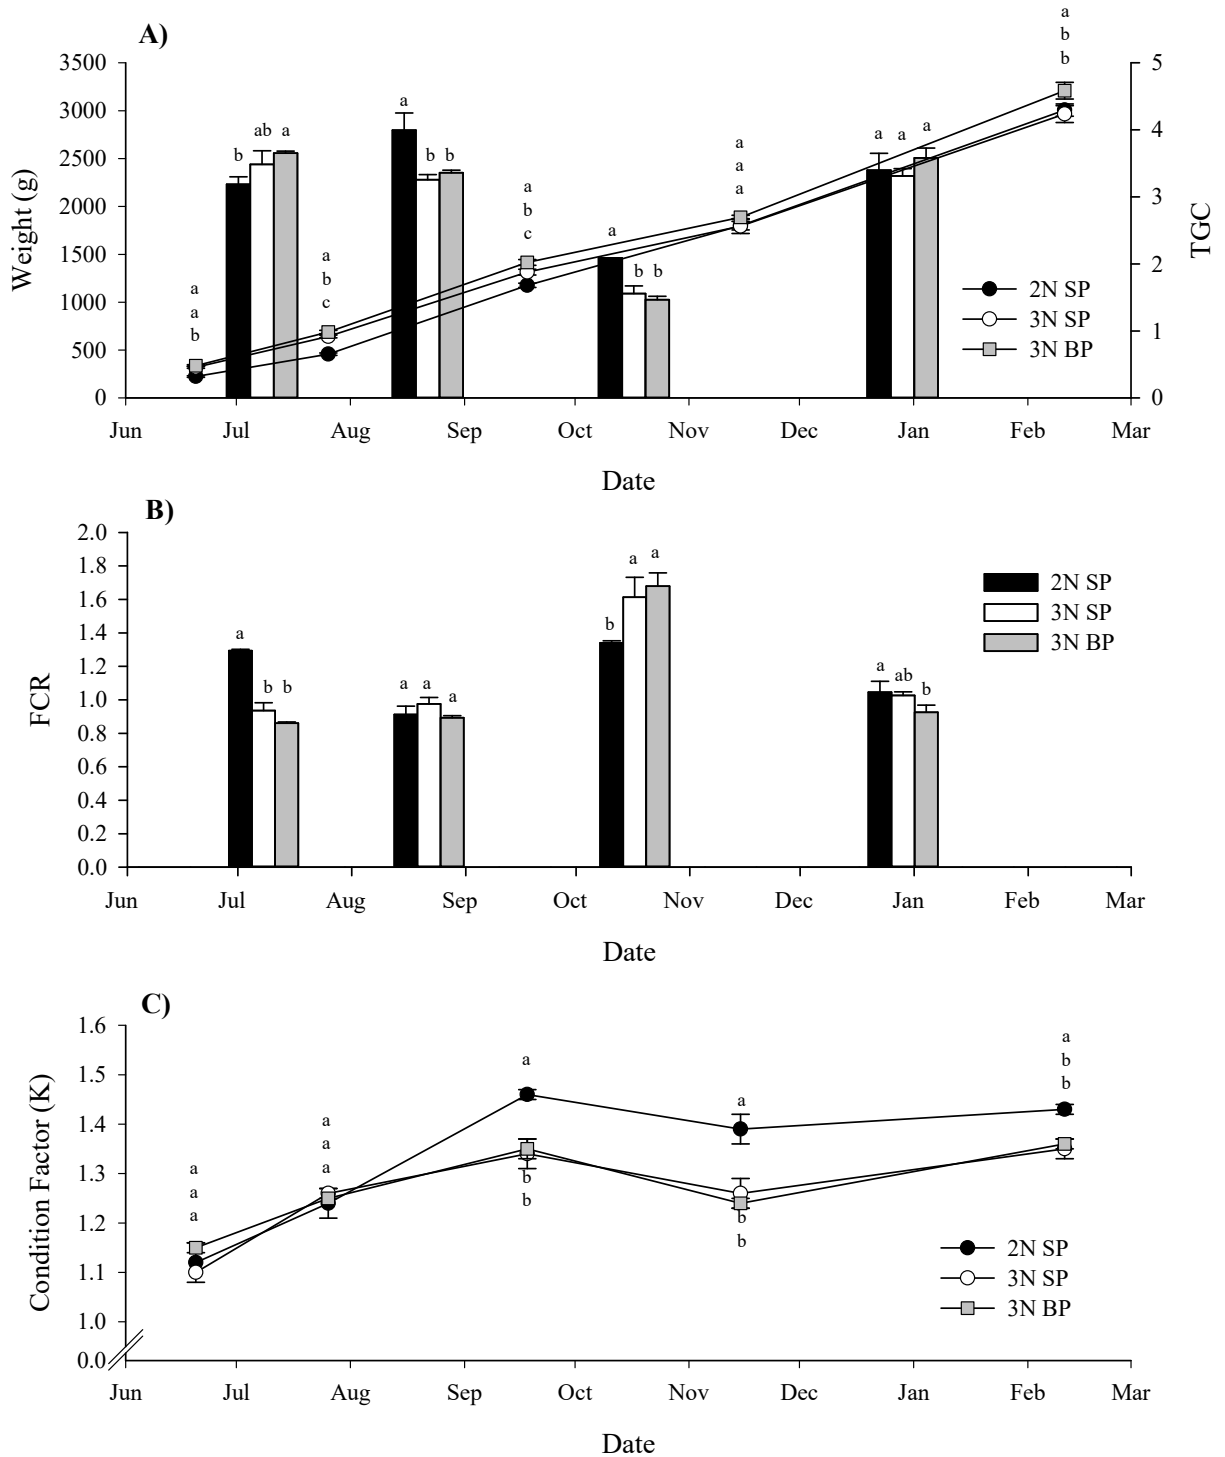 A)
3500
3000
2500
2000
1500
1000
500
0
Weight (g)
5
4
3
2
1
0
TGC
a
a
b
b
ab
a
a
b
c
a
b
b
a
b
c
a
b
b
a
a
a
a
a
a
a
b
b
2N SP
3N SP
3N BP
Jun Jul Aug Sep Oct Nov Dec Jan Feb Mar
Date
B)
2.0
1.8
1.6
1.4
1.2
1.0
0.8
0.6
0.4
0.2
0.0
FCR
a
b b
a a a
b
a a
a ab b
2N SP
3N SP
3N BP
Jun Jul Aug Sep Oct Nov Dec Jan Feb Mar
Date
C)
1.6
1.5
1.4
1.3
1.2
1.1
1.0
0.0
Condition Factor (K)
a
a
a
a
a
a
a
b
b
a
b
b
a
b
b
2N SP
3N SP
3N BP
Jun Jul Aug Sep Oct Nov Dec Jan Feb Mar
Date